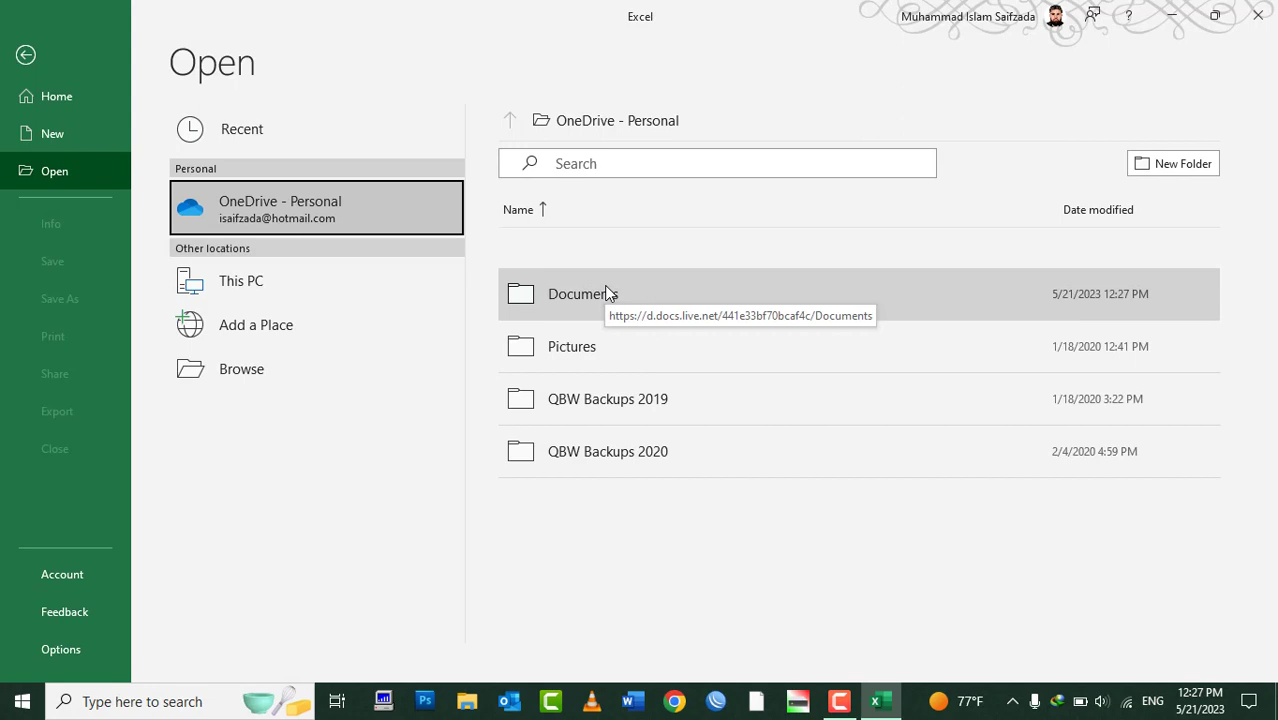 Excel
Muhammad Islam Saifzada
?
Open
Home
New
Open
Info
Save
Save As
Print
Share
Export
Close
Account
Feedback
Options
Recent
Personal
OneDrive - Personal
isaifzada@hotmail.com
Other locations
This PC
Add a Place
Browse
OneDrive - Personal
Search
New Folder
Name
Date modified
Documents
5/21/2023 12:27 PM
https://d.docs.live.net/441e33bf70bcaf4c/Documents
Pictures
1/18/2020 12:41 PM
QBW Backups 2019
1/18/2020 3:22 PM
QBW Backups 2020
2/4/2020 4:59 PM
Type here to search
77°F
ENG
12:27 PM
5/21/2023